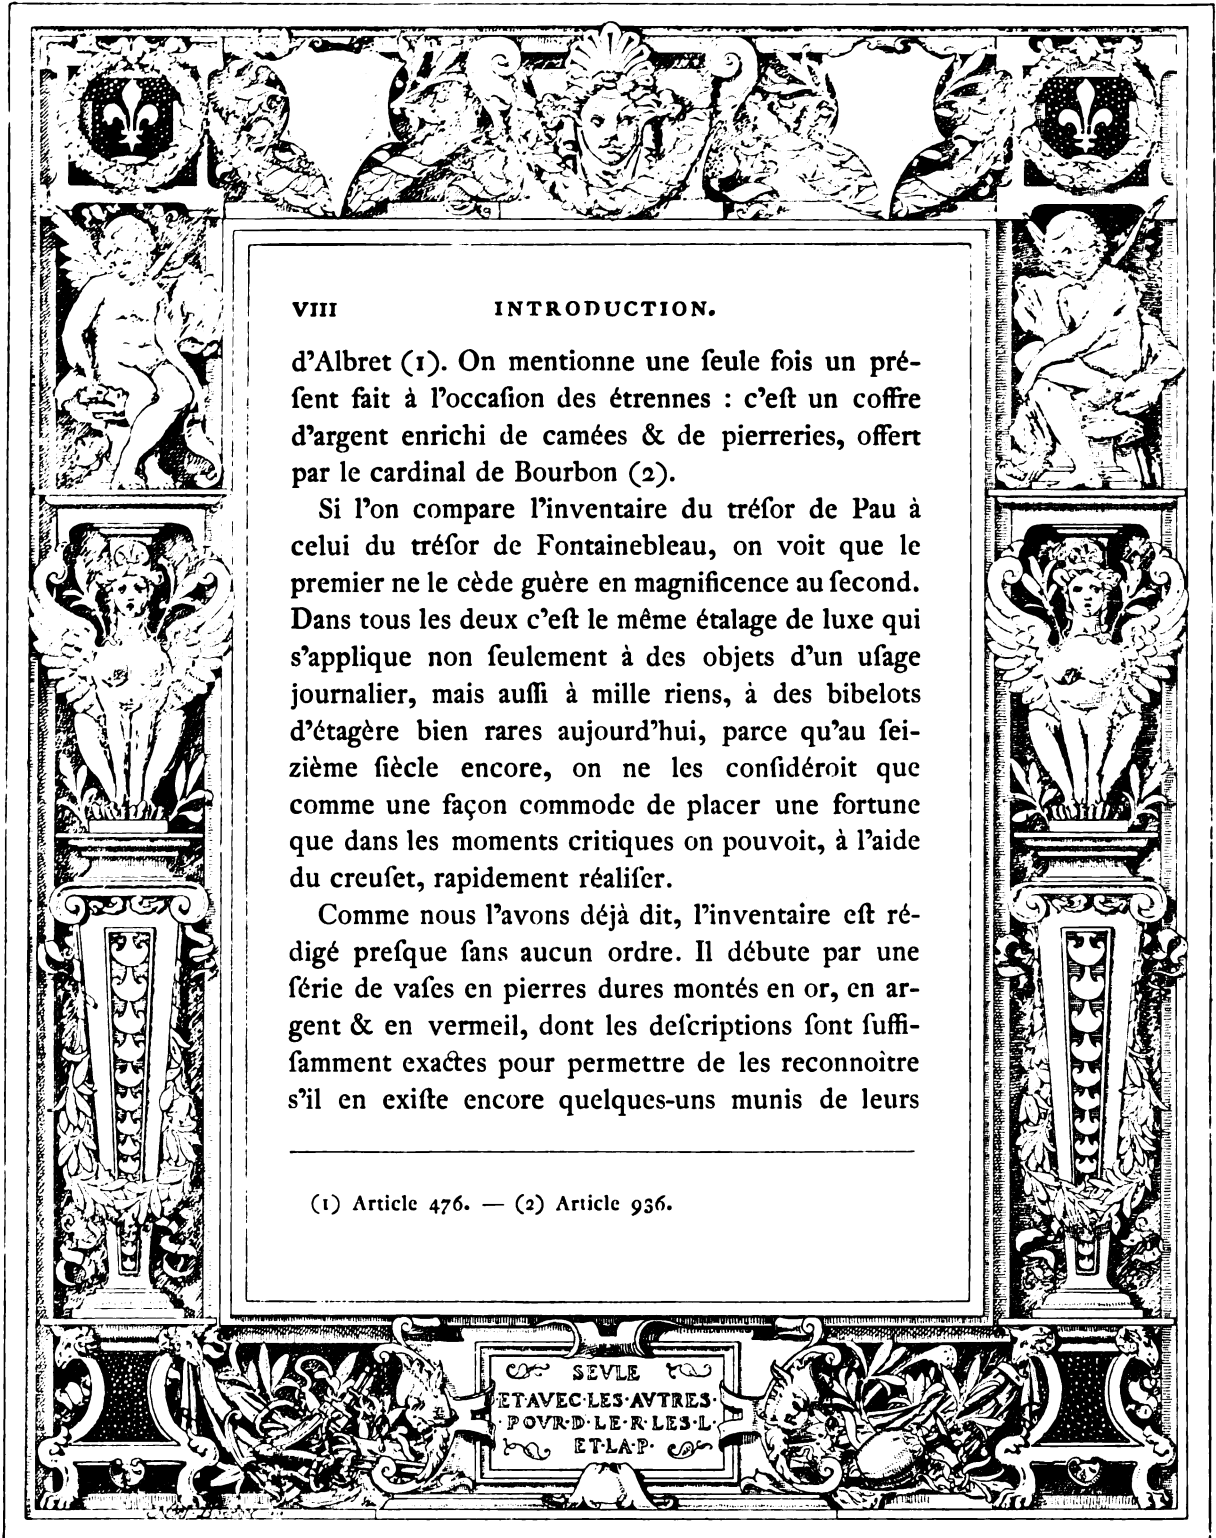 VIII INTRODUCTION.
d'Albret (1). On mentionne une ſeule fois un pré-
ſent fait à l'occaſion des étrennes : c'eſt un coffre
d'argent enrichi de camées & de pierreries, offert
par le cardinal de Bourbon (2).
Si l'on compare l'inventaire du tréſor de Pau à
celui du tréſor de Fontainebleau, on voit que le
premier ne le cède guère en magnificence au ſecond.
Dans tous les deux c'eſt le même étalage de luxe qui
s'applique non ſeulement à des objets d'un uſage
journalier, mais auſſi à mille riens, à des bibelots
d'étagère bien rares aujourd'hui, parce qu'au ſei-
zième ſiècle encore, on ne les conſidéroit que
comme une façon commode de placer une fortune
que dans les moments critiques on pouvoit, à l'aide
du creuſet, rapidement réaliſer.
Comme nous l'avons déjà dit, l'inventaire eſt ré-
digé preſque ſans aucun ordre. Il débute par une
ſérie de vaſes en pierres dures montés en or, en ar-
gent & en vermeil, dont les deſcriptions ſont ſuffi-
ſamment exactes pour permettre de les reconnoître
s'il en exiſte encore quelques-uns munis de leurs
(1) Article 476. — (2) Article 936.
SEVLE
ET·AVEC·LES·AVTRES·
·POVR·D·LE·R·LES·L·
ET·LA·P·